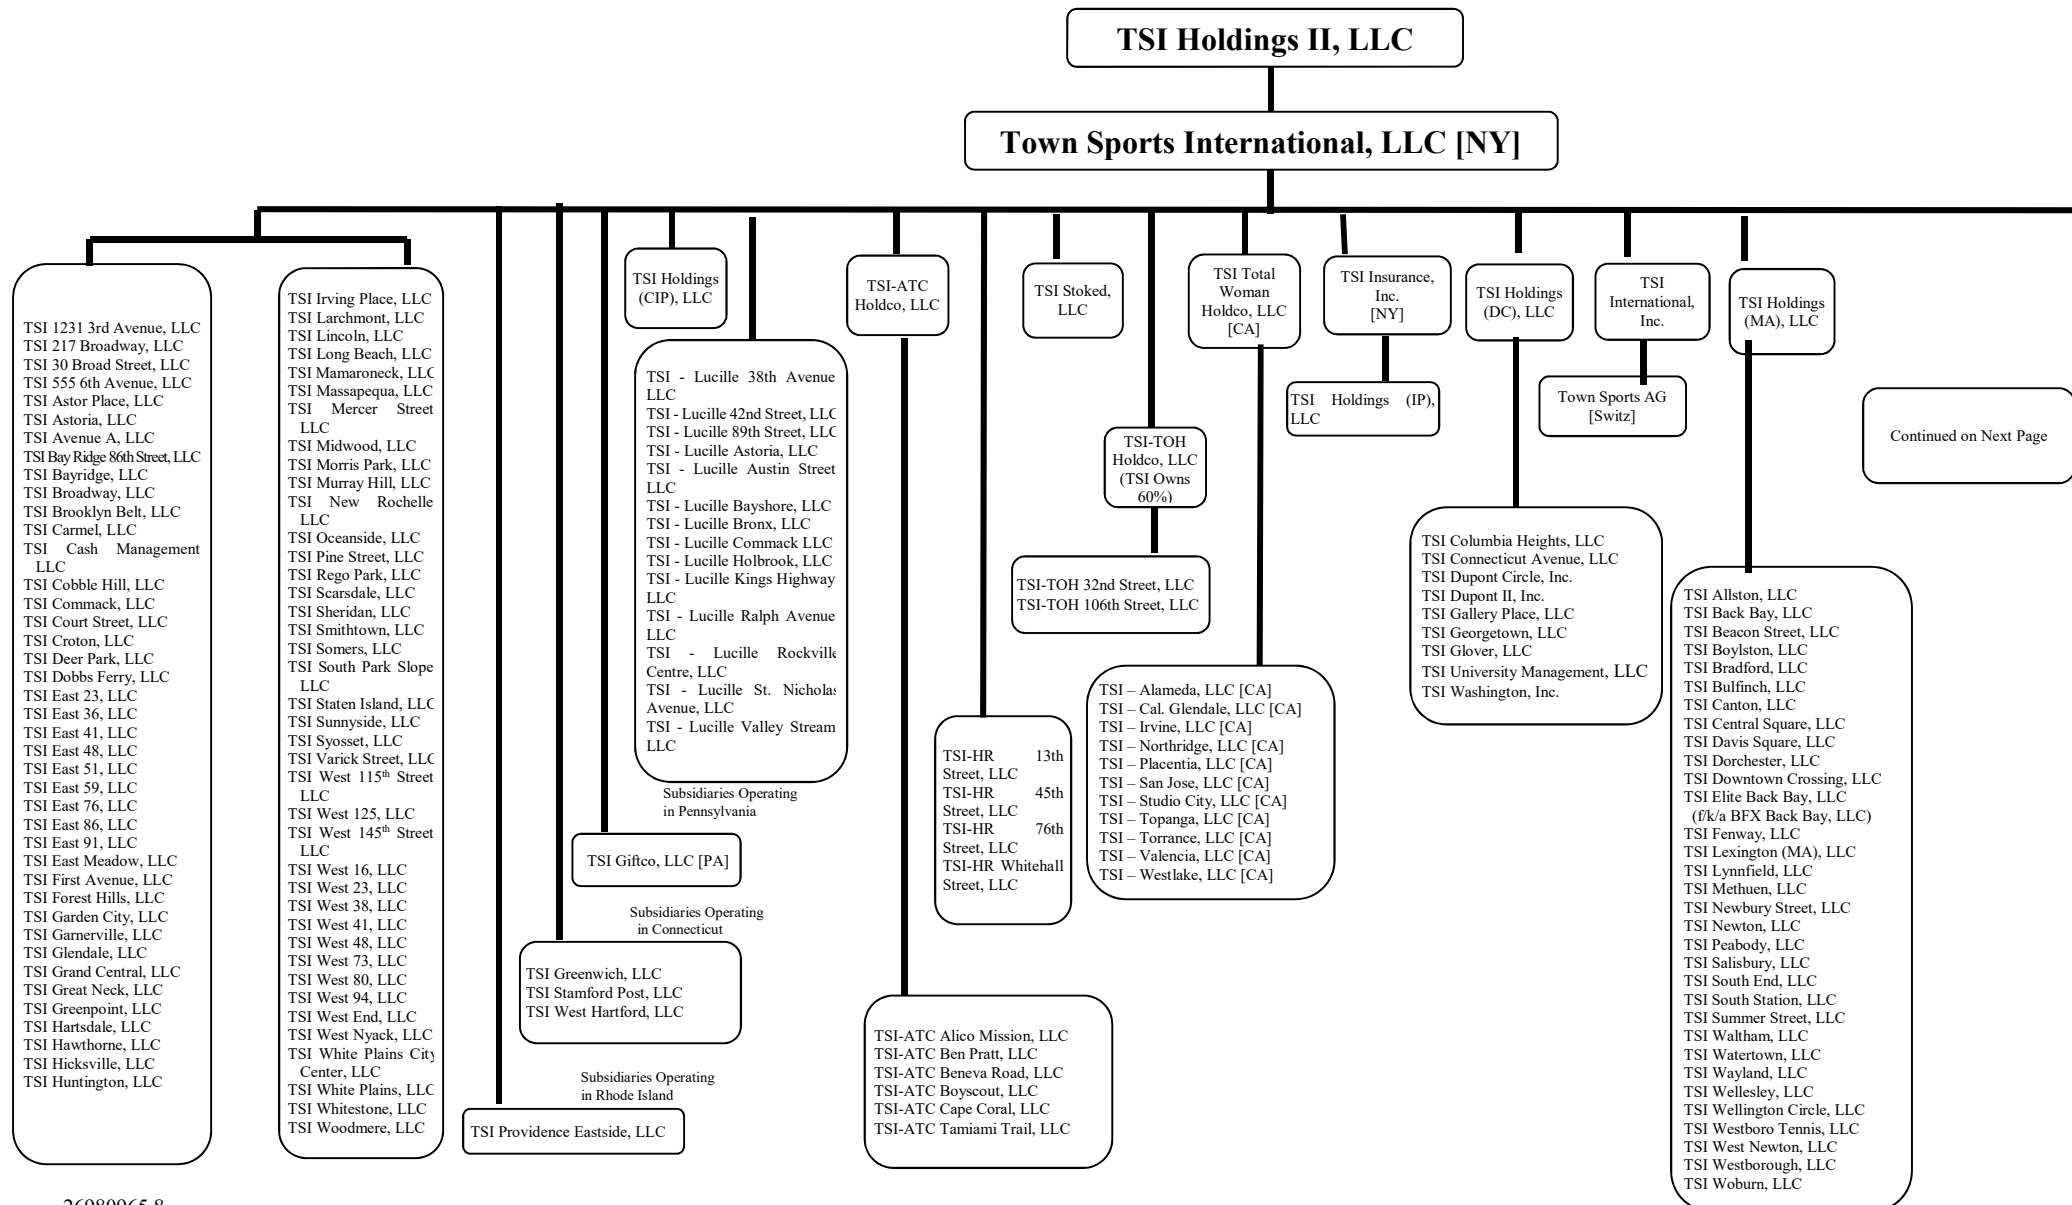 TSI Holdings II, LLC
Town Sports International, LLC [NY]
TSI 1231 3rd Avenue, LLC
TSI 217 Broadway, LLC
TSI 30 Broad Street, LLC
TSI 555 6th Avenue, LLC
TSI Astor Place, LLC
TSI Astoria, LLC
TSI Avenue A, LLC
TSI Bay Ridge 86th Street, LLC
TSI Bayridge, LLC
TSI Broadway, LLC
TSI Brooklyn Belt, LLC
TSI Carmel, LLC
TSI Cash Management
LLC
TSI Cobble Hill, LLC
TSI Commack, LLC
TSI Court Street, LLC
TSI Croton, LLC
TSI Deer Park, LLC
TSI Dobbs Ferry, LLC
TSI East 23, LLC
TSI East 36, LLC
TSI East 41, LLC
TSI East 48, LLC
TSI East 51, LLC
TSI East 59, LLC
TSI East 76, LLC
TSI East 86, LLC
TSI East 91, LLC
TSI East Meadow, LLC
TSI First Avenue, LLC
TSI Forest Hills, LLC
TSI Garden City, LLC
TSI Garnerville, LLC
TSI Glendale, LLC
TSI Grand Central, LLC
TSI Great Neck, LLC
TSI Greenpoint, LLC
TSI Hartsdale, LLC
TSI Hawthorne, LLC
TSI Hicksville, LLC
TSI Huntington, LLC
TSI Irving Place, LLC
TSI Larchmont, LLC
TSI Lincoln, LLC
TSI Long Beach, LLC
TSI Mamaroneck, LLC
TSI Massapequa, LLC
TSI Mercer Street
LLC
TSI Midwood, LLC
TSI Morris Park, LLC
TSI Murray Hill, LLC
TSI New Rochelle
LLC
TSI Oceanside, LLC
TSI Pine Street, LLC
TSI Rego Park, LLC
TSI Scarsdale, LLC
TSI Sheridan, LLC
TSI Smithtown, LLC
TSI Somers, LLC
TSI South Park Slope
LLC
TSI Staten Island, LLC
TSI Sunnyside, LLC
TSI Syosset, LLC
TSI Varick Street, LLC
TSI West 115th Street
LLC
TSI West 125, LLC
TSI West 145th Street
LLC
TSI West 16, LLC
TSI West 23, LLC
TSI West 38, LLC
TSI West 41, LLC
TSI West 48, LLC
TSI West 73, LLC
TSI West 80, LLC
TSI West 94, LLC
TSI West End, LLC
TSI West Nyack, LLC
TSI White Plains City
Center, LLC
TSI White Plains, LLC
TSI Whitestone, LLC
TSI Woodmere, LLC
TSI Holdings
(CIP), LLC
TSI - Lucille 38th Avenue
LLC
TSI - Lucille 42nd Street, LLC
TSI - Lucille 89th Street, LLC
TSI - Lucille Astoria, LLC
TSI - Lucille Austin Street
LLC
TSI - Lucille Bayshore, LLC
TSI - Lucille Bronx, LLC
TSI - Lucille Commack LLC
TSI - Lucille Holbrook, LLC
TSI - Lucille Kings Highway
LLC
TSI - Lucille Ralph Avenue
LLC
TSI - Lucille Rockville
Centre, LLC
TSI - Lucille St. Nicholas
Avenue, LLC
TSI - Lucille Valley Stream
LLC
Subsidiaries Operating
in Pennsylvania
TSI Giftco, LLC [PA]
Subsidiaries Operating
in Connecticut
TSI Greenwich, LLC
TSI Stamford Post, LLC
TSI West Hartford, LLC
Subsidiaries Operating
in Rhode Island
TSI Providence Eastside, LLC
TSI-ATC
Holdco, LLC
TSI-ATC Alico Mission, LLC
TSI-ATC Ben Pratt, LLC
TSI-ATC Beneva Road, LLC
TSI-ATC Boyscout, LLC
TSI-ATC Cape Coral, LLC
TSI-ATC Tamiami Trail, LLC
TSI-HR 13th
Street, LLC
TSI-HR 45th
Street, LLC
TSI-HR 76th
Street, LLC
TSI-HR Whitehall
Street, LLC
TSI Stoked,
LLC
TSI-TOH
Holdco, LLC
(TSI Owns
60%)
TSI-TOH 32nd Street, LLC
TSI-TOH 106th Street, LLC
TSI Total
Woman
Holdco, LLC
[CA]
TSI – Alameda, LLC [CA]
TSI – Cal. Glendale, LLC [CA]
TSI – Irvine, LLC [CA]
TSI – Northridge, LLC [CA]
TSI – Placentia, LLC [CA]
TSI – San Jose, LLC [CA]
TSI – Studio City, LLC [CA]
TSI – Topanga, LLC [CA]
TSI – Torrance, LLC [CA]
TSI – Valencia, LLC [CA]
TSI – Westlake, LLC [CA]
TSI Insurance,
Inc.
[NY]
TSI Holdings (IP),
LLC
TSI Holdings
(DC), LLC
TSI Columbia Heights, LLC
TSI Connecticut Avenue, LLC
TSI Dupont Circle, Inc.
TSI Dupont II, Inc.
TSI Gallery Place, LLC
TSI Georgetown, LLC
TSI Glover, LLC
TSI University Management, LLC
TSI Washington, Inc.
TSI
International,
Inc.
Town Sports AG
[Switz]
TSI Holdings
(MA), LLC
TSI Allston, LLC
TSI Back Bay, LLC
TSI Beacon Street, LLC
TSI Boylston, LLC
TSI Bradford, LLC
TSI Bulfinch, LLC
TSI Canton, LLC
TSI Central Square, LLC
TSI Davis Square, LLC
TSI Dorchester, LLC
TSI Downtown Crossing, LLC
TSI Elite Back Bay, LLC
(f/k/a BFX Back Bay, LLC)
TSI Fenway, LLC
TSI Lexington (MA), LLC
TSI Lynnfield, LLC
TSI Methuen, LLC
TSI Newbury Street, LLC
TSI Newton, LLC
TSI Peabody, LLC
TSI Salisbury, LLC
TSI South End, LLC
TSI South Station, LLC
TSI Summer Street, LLC
TSI Waltham, LLC
TSI Watertown, LLC
TSI Wayland, LLC
TSI Wellesley, LLC
TSI Wellington Circle, LLC
TSI Westboro Tennis, LLC
TSI West Newton, LLC
TSI Westborough, LLC
TSI Woburn, LLC
Continued on Next Page